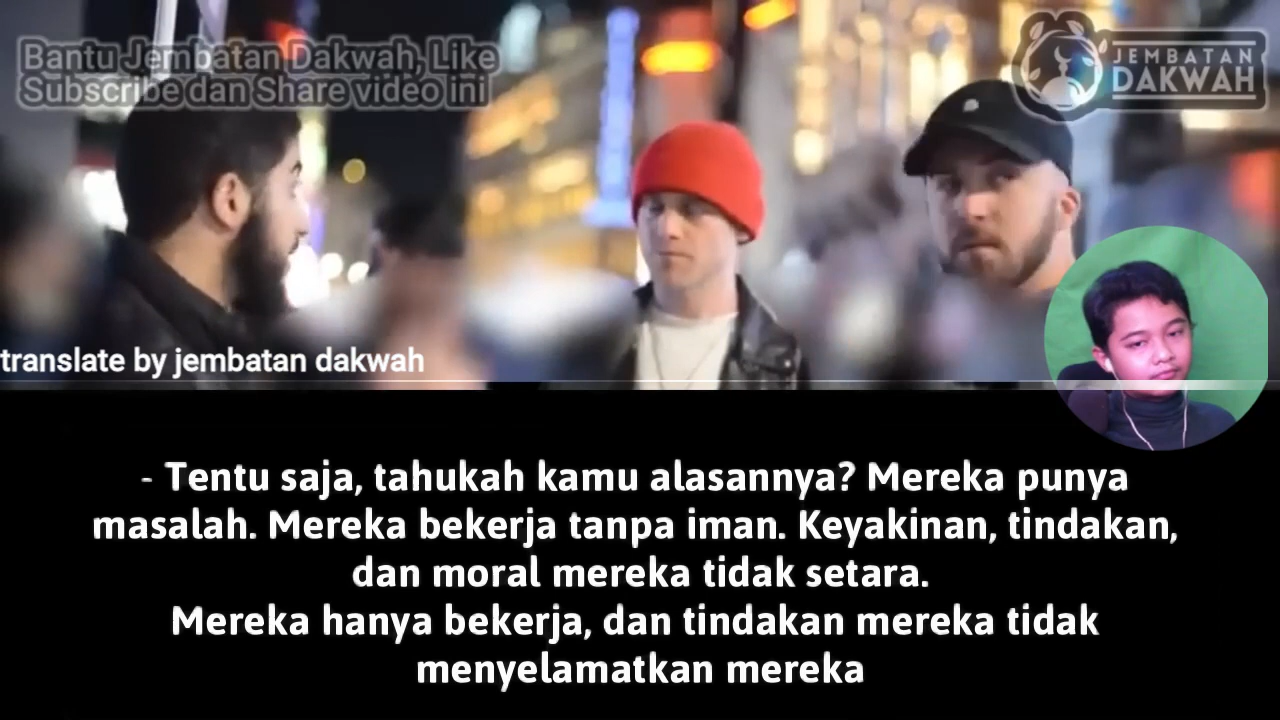 Bantu Jembatan Dakwah, Like
Subscribe dan Share video ini
JEMBATAN
DAKWAH
translate by jembatan dakwah
- Tentu saja, tahukah kamu alasannya? Mereka punya
masalah. Mereka bekerja tanpa iman. Keyakinan, tindakan,
dan moral mereka tidak setara.
Mereka hanya bekerja, dan tindakan mereka tidak
menyelamatkan mereka